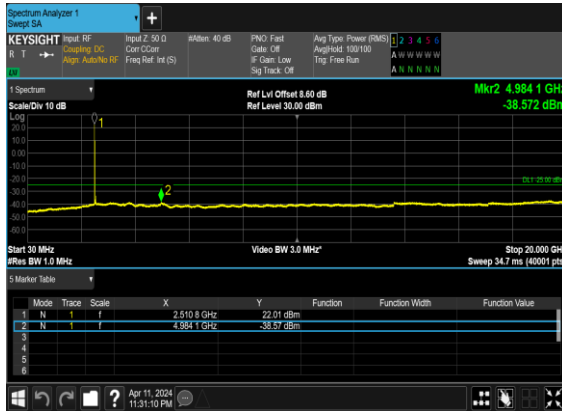 Spectrum Analyzer 1
Swept SA
+
KEYSIGHT Input: RF Input Z: 50 Ω #Atten: 40 dB PNO: Fast Avg Type: Power (RMS) 1 2 3 4 5 6
R T Coupling: DC Corr CCorr Gate: Off Avg|Hold: 100/100 A W W W W W
Align: Auto/No RF Freq Ref: Int (S) IF Gain: Low Trig: Free Run
LXI Sig Track: Off A N N N N N
1 Spectrum Ref Lvl Offset 8.60 dB Mkr2 4.984 1 GHz
Scale/Div 10 dB Ref Level 30.00 dBm -38.572 dBm
Log
1
20.0
10.0
0.00
-10.0
-20.0 DL1 -25.00 dBm
-30.0 2
-40.0
-50.0
-60.0
Start 30 MHz Video BW 3.0 MHz* Stop 20.000 GHz
#Res BW 1.0 MHz Sweep 34.7 ms (40001 pts)
5 Marker Table
Mode Trace Scale X Y Function Function Width Function Value
1 N 1 f 2.510 8 GHz 22.01 dBm
2 N 1 f 4.984 1 GHz -38.57 dBm
3
4
5
6
? Apr 11, 2024
11:31:10 PM